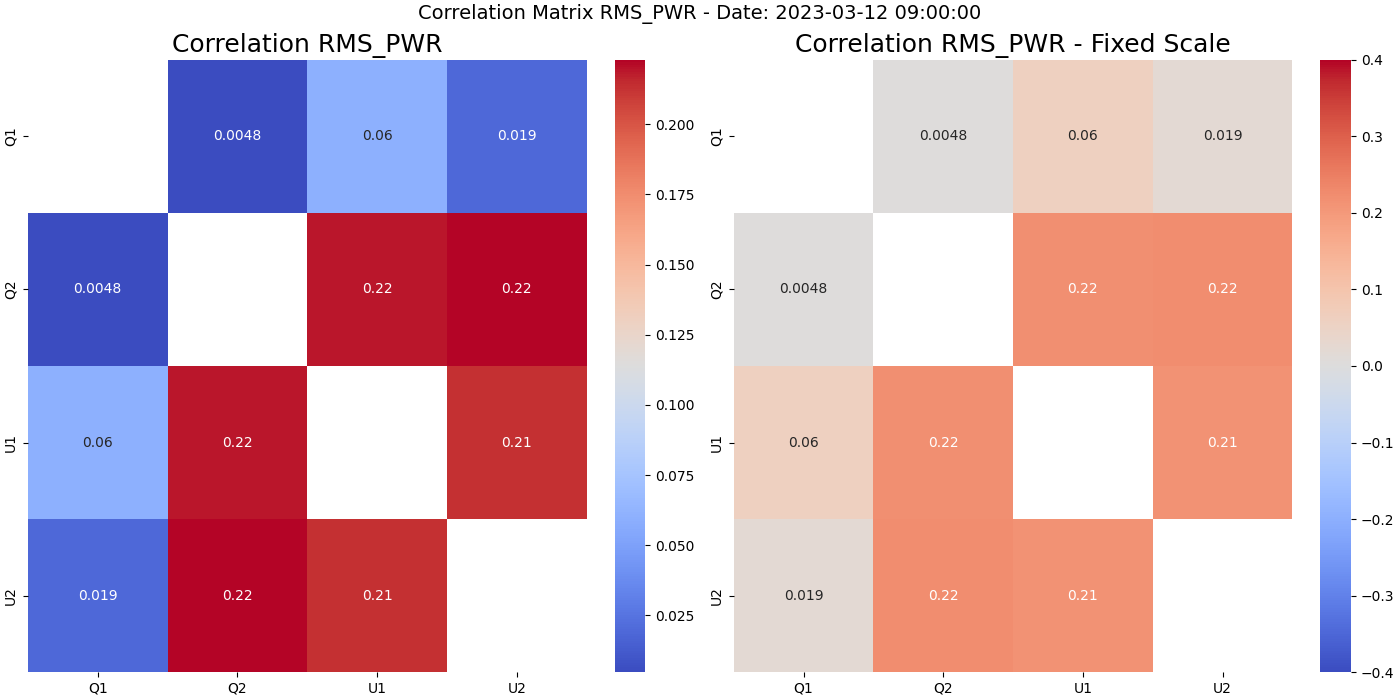 Correlation Matrix RMS_PWR - Date: 2023-03-12 09:00:00
Correlation RMS_PWR
Q1
0.0048
0.06
0.019
Q2
0.0048
0.22
0.22
U1
0.06
0.22
0.21
U2
0.019
0.22
0.21
Q1
Q2
U1
U2
0.200
0.175
0.150
0.125
0.100
0.075
0.050
0.025
Correlation RMS_PWR - Fixed Scale
Q1
0.0048
0.06
0.019
Q2
0.0048
0.22
0.22
U1
0.06
0.22
0.21
U2
0.019
0.22
0.21
Q1
Q2
U1
U2
0.4
0.3
0.2
0.1
0.0
−0.1
−0.2
−0.3
−0.4